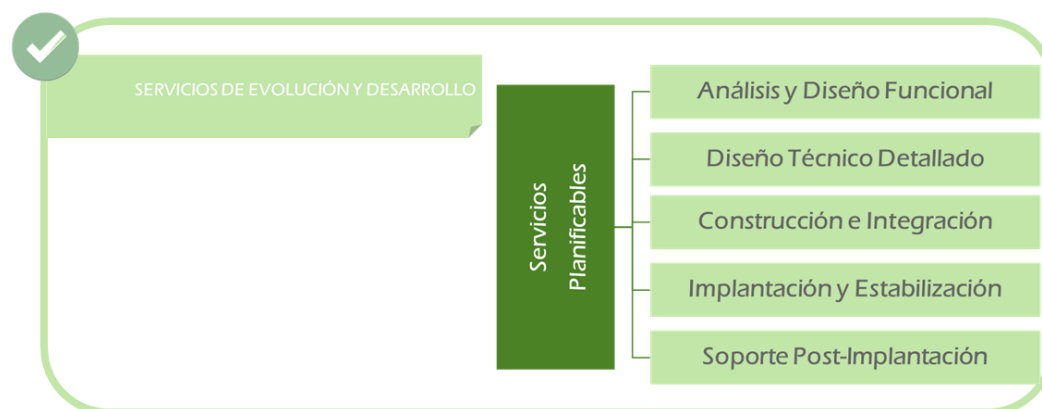 SERVICIOS DE EVOLUCIÓN Y DESARROLLO
Servicios
Planificables
Análisis y Diseño Funcional
Diseño Técnico Detallado
Construcción e Integración
Implantación y Estabilización
Soporte Post-Implantación